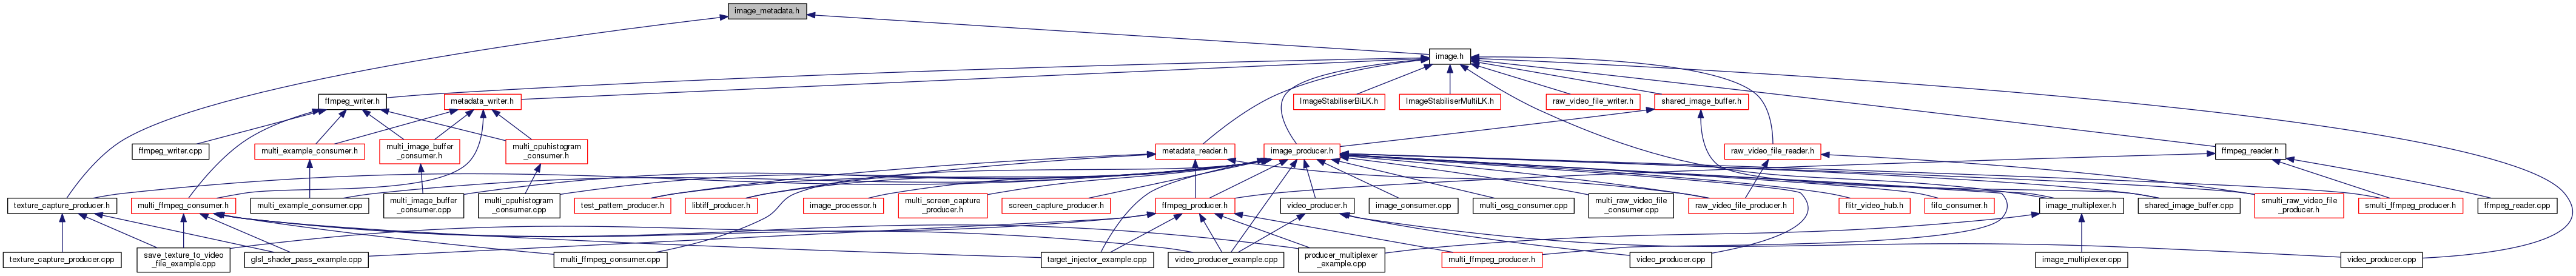 image_metadata.h
image.h
ffmpeg_writer.h
metadata_writer.h
ImageStabiliserBiLK.h
ImageStabiliserMultiLK.h
raw_video_file_writer.h
shared_image_buffer.h
ffmpeg_writer.cpp
multi_example_consumer.h
multi_image_buffer
_consumer.h
multi_cpuhistogram
_consumer.h
metadata_reader.h
image_producer.h
raw_video_file_reader.h
ffmpeg_reader.h
texture_capture_producer.h
multi_ffmpeg_consumer.h
multi_example_consumer.cpp
multi_image_buffer
_consumer.cpp
multi_cpuhistogram
_consumer.cpp
test_pattern_producer.h
libtiff_producer.h
image_processor.h
multi_screen_capture
_producer.h
screen_capture_producer.h
ffmpeg_producer.h
video_producer.h
image_consumer.cpp
multi_osg_consumer.cpp
multi_raw_video_file
_consumer.cpp
raw_video_file_producer.h
flitr_video_hub.h
fifo_consumer.h
image_multiplexer.h
shared_image_buffer.cpp
smulti_raw_video_file
_producer.h
smulti_ffmpeg_producer.h
ffmpeg_reader.cpp
texture_capture_producer.cpp
save_texture_to_video
_file_example.cpp
glsl_shader_pass_example.cpp
multi_ffmpeg_consumer.cpp
target_injector_example.cpp
video_producer_example.cpp
producer_multiplexer
_example.cpp
multi_ffmpeg_producer.h
video_producer.cpp
image_multiplexer.cpp
video_producer.cpp